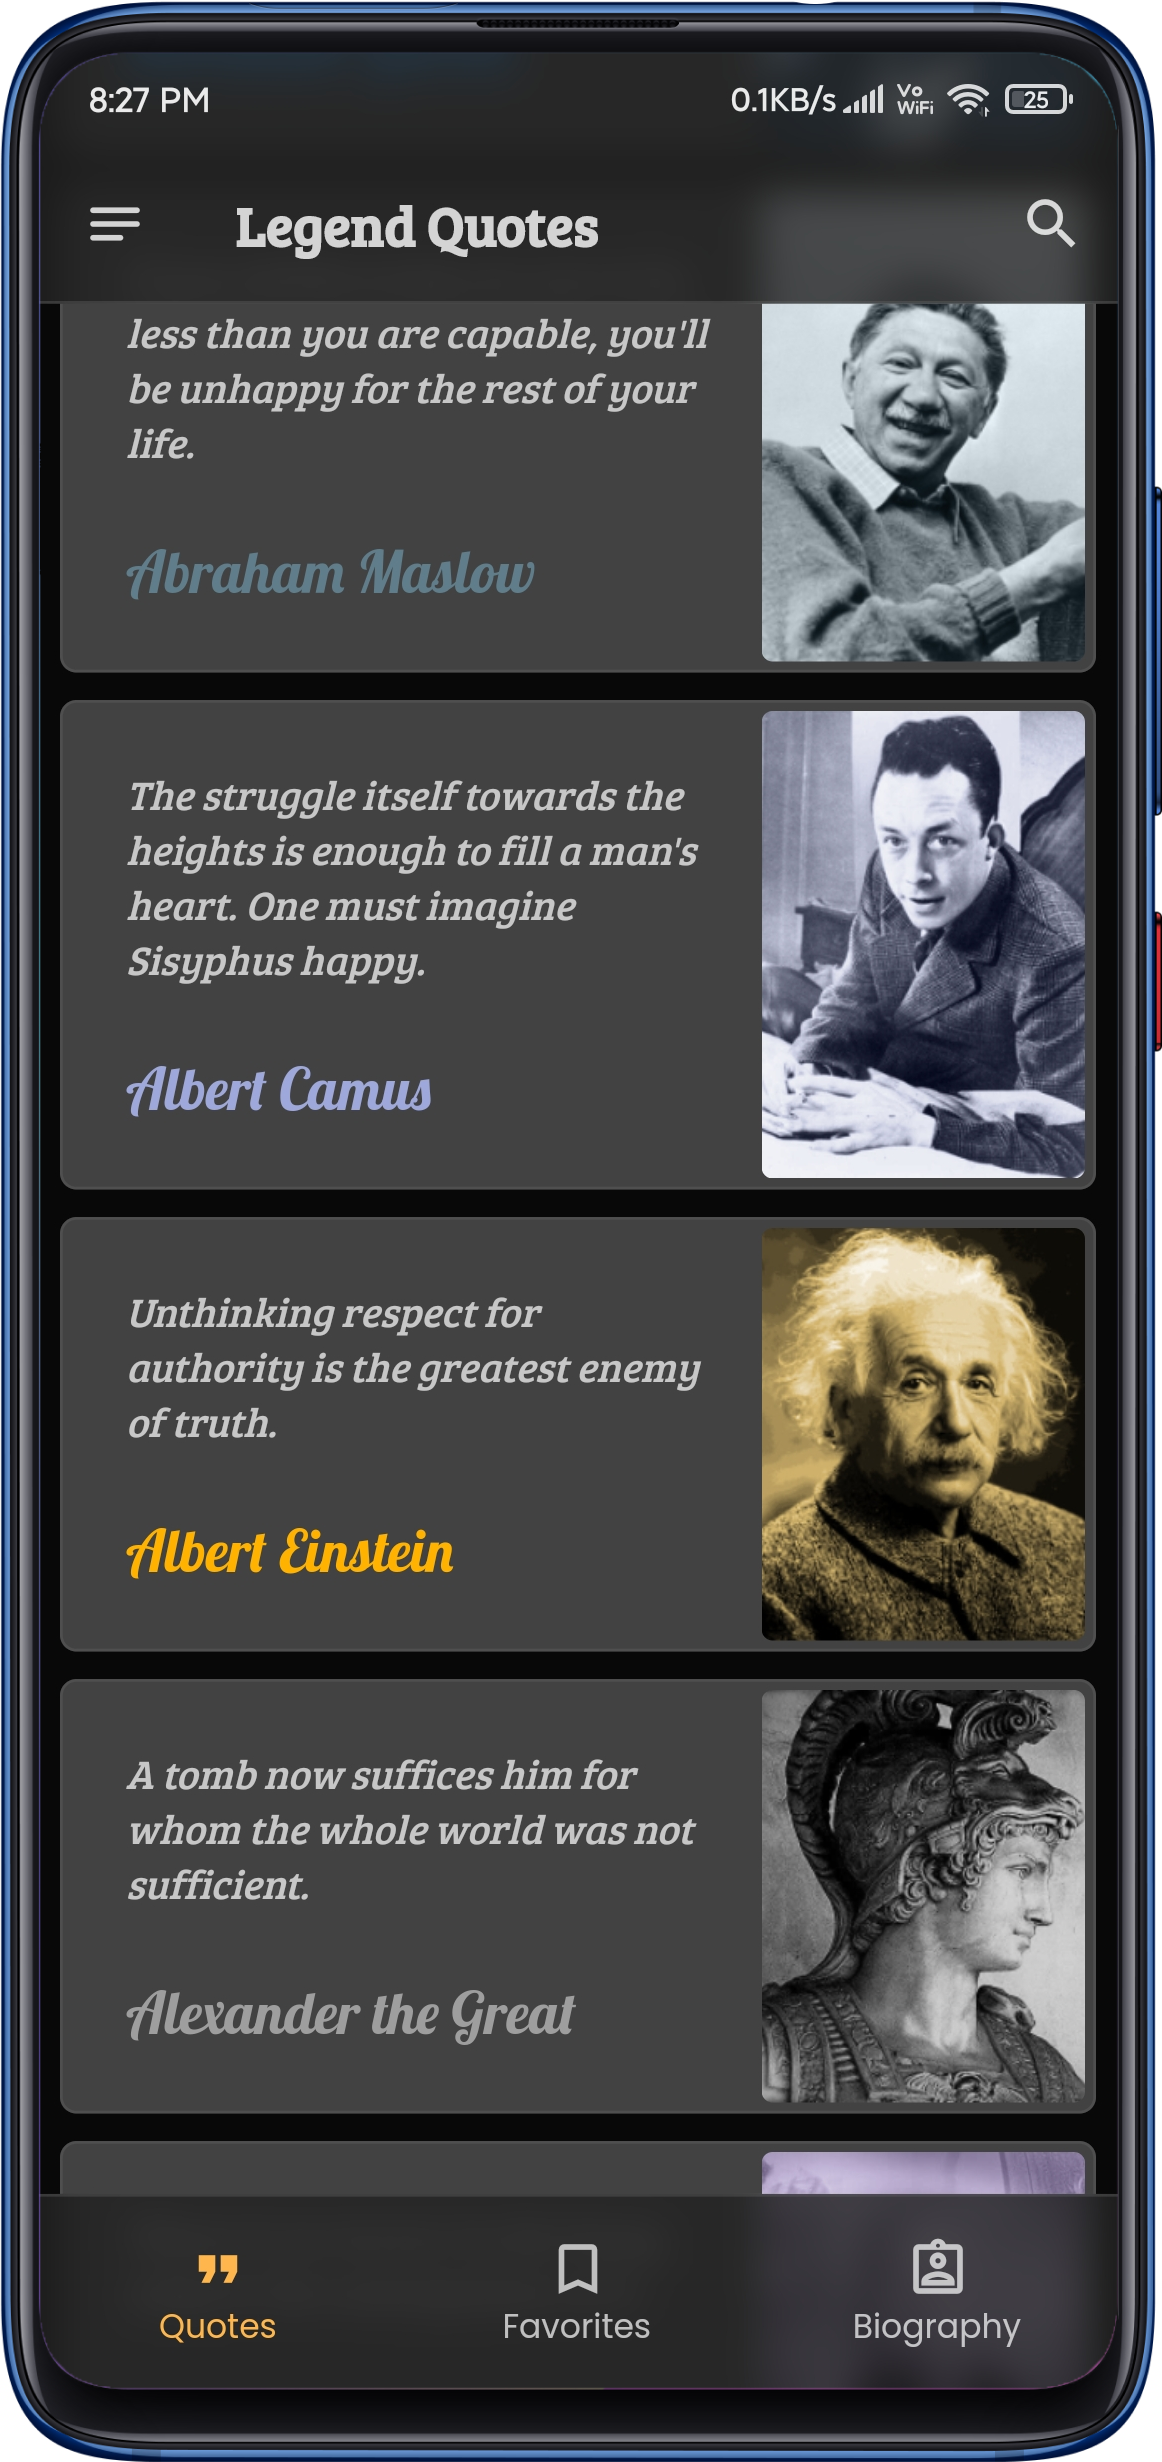 8:27 PM
0.1KB/s
Vo
WiFi
25
Legend Quotes
less than you are capable, you'll
be unhappy for the rest of your
life.
Abraham Maslow
The struggle itself towards the
heights is enough to fill a man's
heart. One must imagine
Sisyphus happy.
Albert Camus
Unthinking respect for
authority is the greatest enemy
of truth.
Albert Einstein
A tomb now suffices him for
whom the whole world was not
sufficient.
Alexander the Great
Quotes
Favorites
Biography